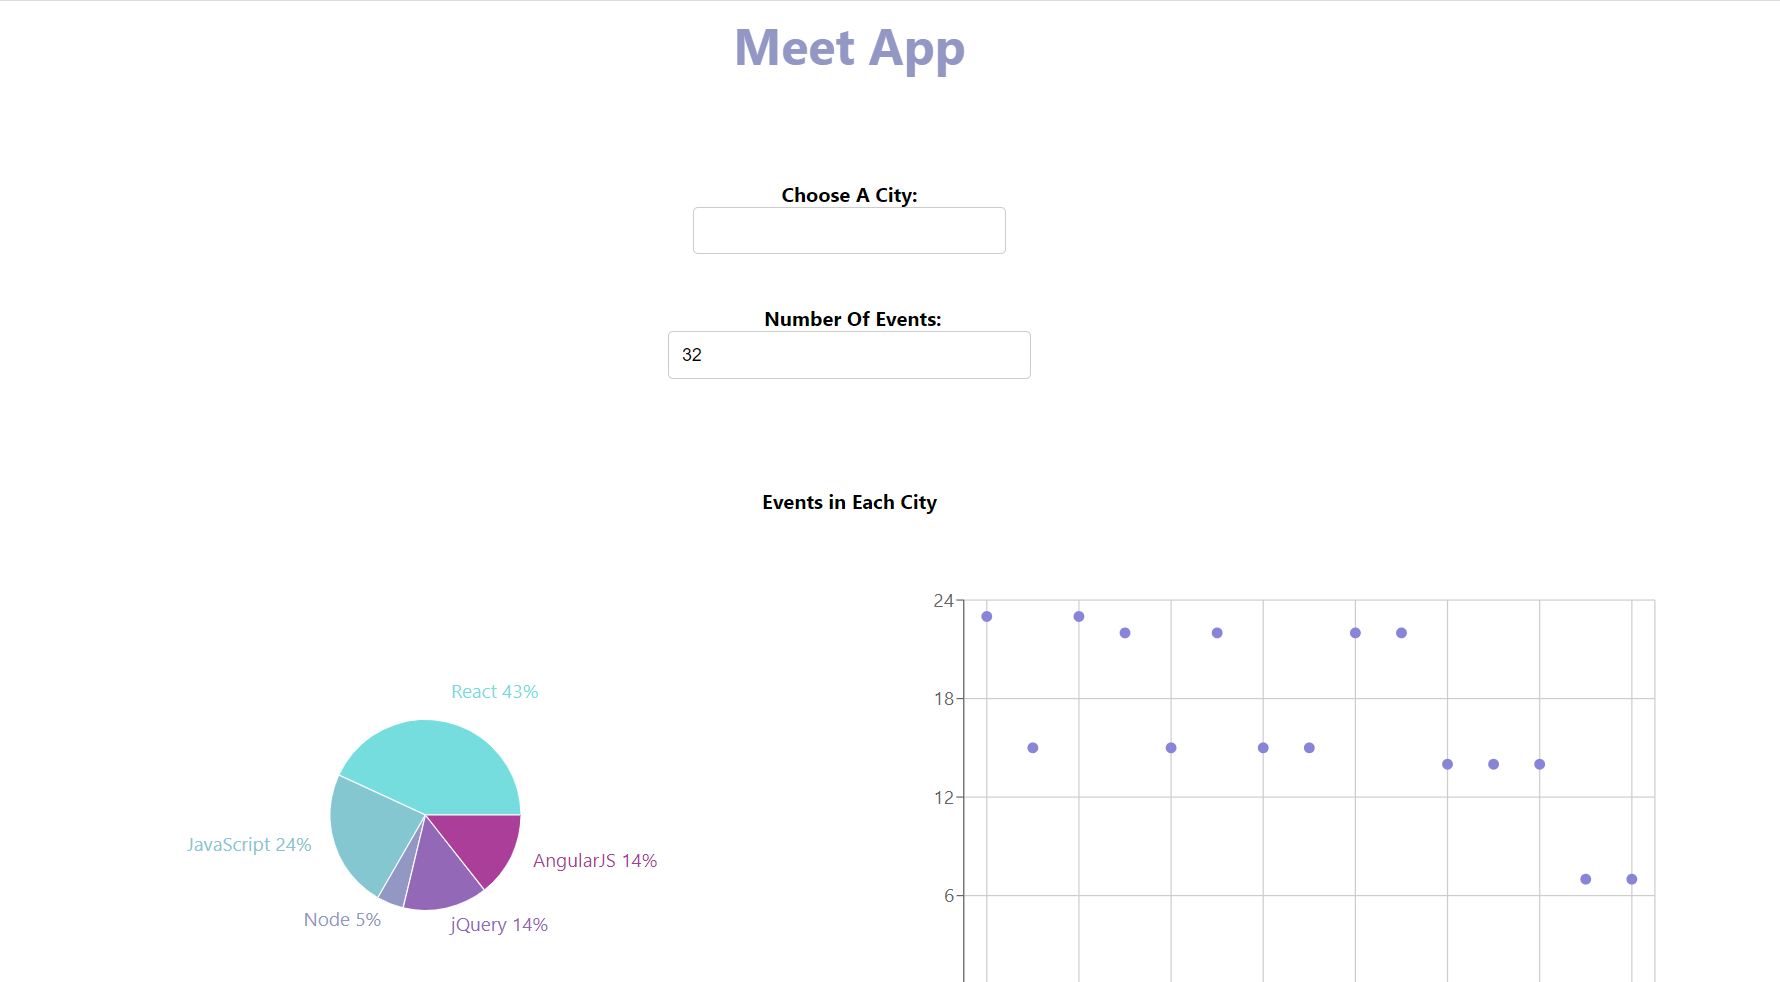 Meet App
Choose A City:
Number Of Events:
32
Events in Each City
React 43%
JavaScript 24%
AngularJS 14%
Node 5%
jQuery 14%
24
18
12
6